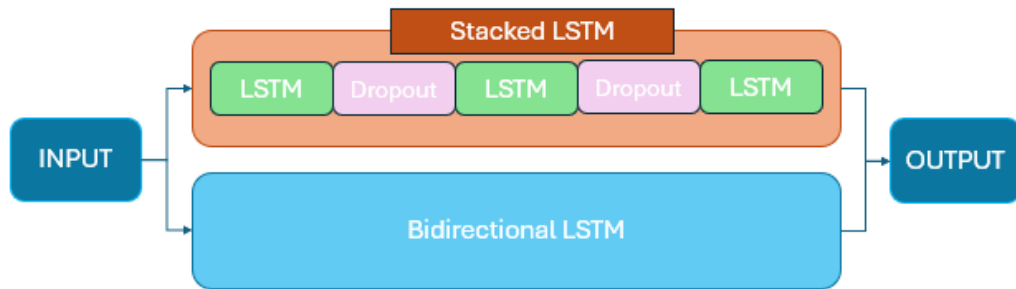 Stacked LSTM
LSTM Dropout LSTM Dropout LSTM
INPUT
OUTPUT
Bidirectional LSTM